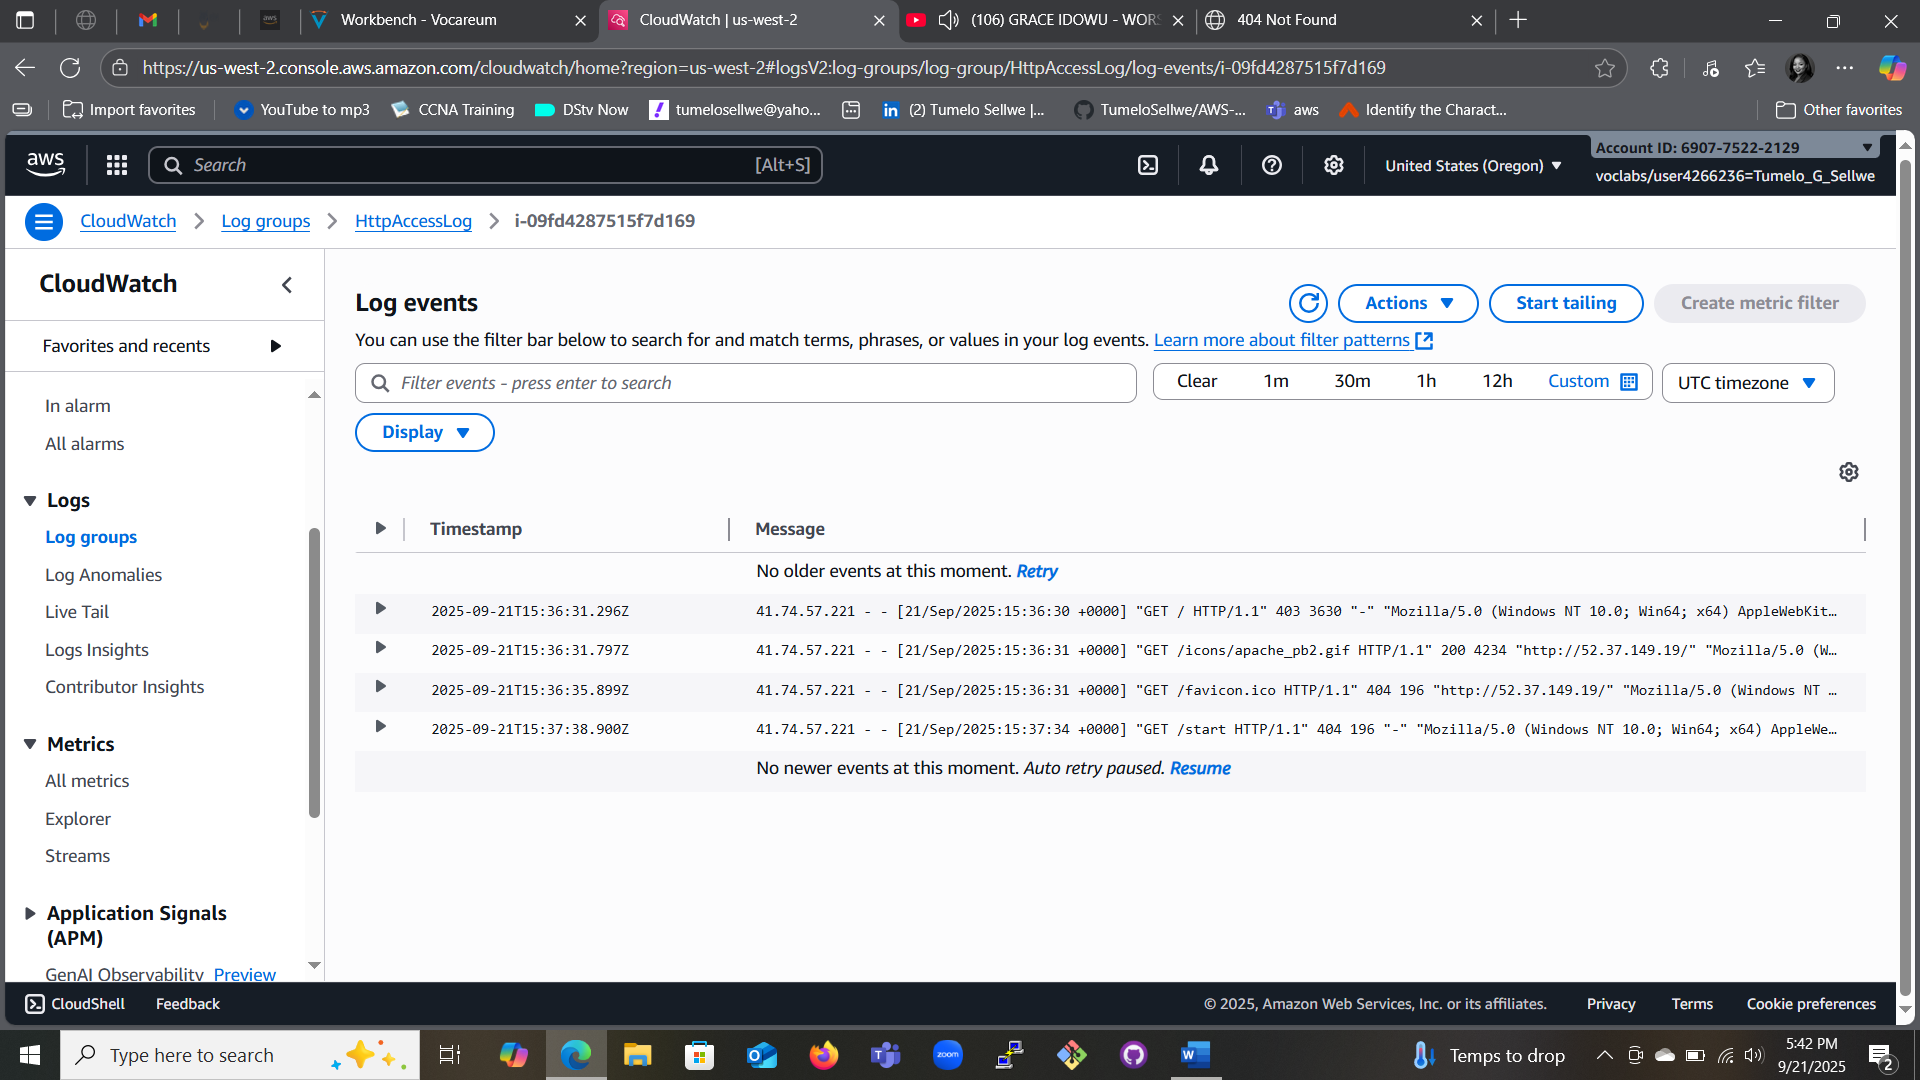 Workbench - Vocareum
CloudWatch | us-west-2
(106) GRACE IDOWU - WORS
404 Not Found
https://us-west-2.console.aws.amazon.com/cloudwatch/home?region=us-west-2#logsV2:log-groups/log-group/HttpAccessLog/log-events/i-09fd4287515f7d169
Import favorites
YouTube to mp3
CCNA Training
DStv Now
tumelosellwe@yaho...
(2) Tumelo Sellwe |...
TumeloSellwe/AWS-...
aws
Identify the Charact...
Other favorites
aws
Search
[Alt+S]
United States (Oregon)
Account ID: 6907-7522-2129
voclabs/user4266236=Tumelo_G_Sellwe
CloudWatch
Log groups
HttpAccessLog
i-09fd4287515f7d169
CloudWatch
Favorites and recents
In alarm
All alarms
Logs
Log groups
Log Anomalies
Live Tail
Logs Insights
Contributor Insights
Metrics
All metrics
Explorer
Streams
Application Signals
(APM)
GenAI Observability Preview
Log events
Actions
Start tailing
Create metric filter
You can use the filter bar below to search for and match terms, phrases, or values in your log events. Learn more about filter patterns
Filter events - press enter to search
Clear
1m
30m
1h
12h
Custom
UTC timezone
Display
Timestamp
Message
No older events at this moment. Retry
2025-09-21T15:36:31.296Z 41.74.57.221 - - [21/Sep/2025:15:36:30 +0000] "GET / HTTP/1.1" 403 3630 "-" "Mozilla/5.0 (Windows NT 10.0; Win64; x64) AppleWebKit…
2025-09-21T15:36:31.797Z 41.74.57.221 - - [21/Sep/2025:15:36:31 +0000] "GET /icons/apache_pb2.gif HTTP/1.1" 200 4234 "http://52.37.149.19/" "Mozilla/5.0 (W…
2025-09-21T15:36:35.899Z 41.74.57.221 - - [21/Sep/2025:15:36:31 +0000] "GET /favicon.ico HTTP/1.1" 404 196 "http://52.37.149.19/" "Mozilla/5.0 (Windows NT …
2025-09-21T15:37:38.900Z 41.74.57.221 - - [21/Sep/2025:15:37:34 +0000] "GET /start HTTP/1.1" 404 196 "-" "Mozilla/5.0 (Windows NT 10.0; Win64; x64) AppleWe…
No newer events at this moment. Auto retry paused. Resume
CloudShell
Feedback
© 2025, Amazon Web Services, Inc. or its affiliates.
Privacy
Terms
Cookie preferences
Type here to search
zoom
Temps to drop
5:42 PM
9/21/2025
2